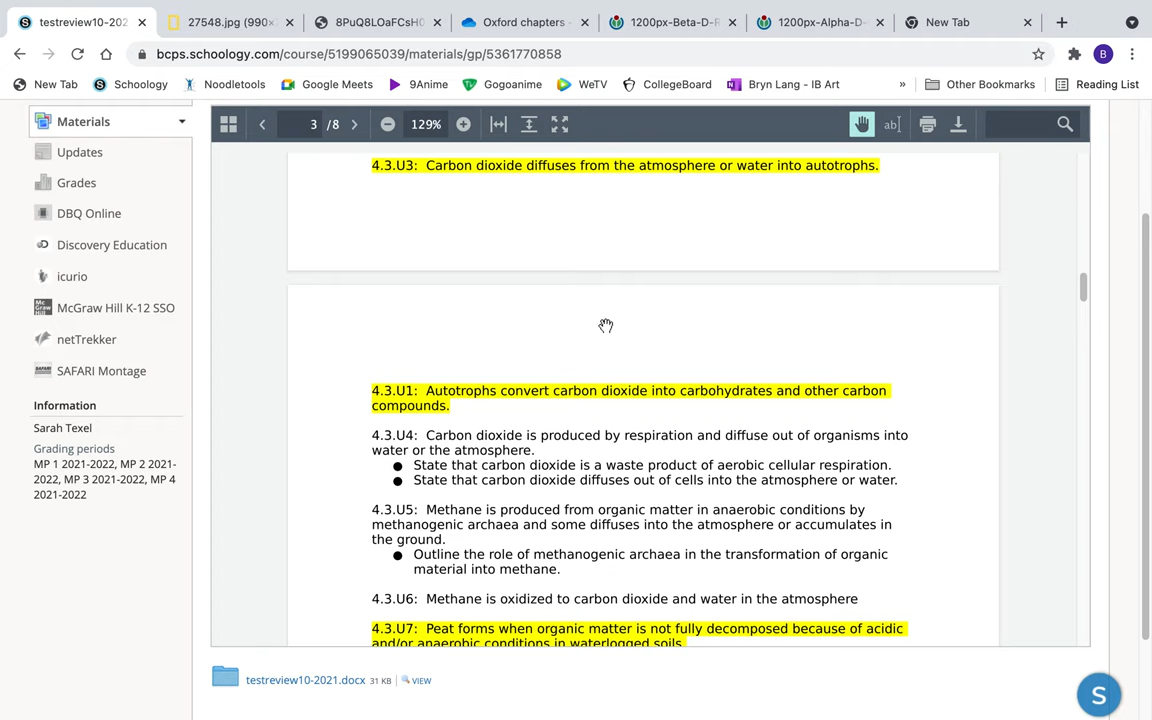 testreview10-2021
27548.jpg (990×
8PuQ8LOaFCsH0
Oxford chapters -
1200px-Beta-D-R
1200px-Alpha-D-
New Tab
bcps.schoology.com/course/5199065039/materials/gp/5361770858
B
New Tab
Schoology
Noodletools
Google Meets
9Anime
Gogoanime
WeTV
CollegeBoard
Bryn Lang - IB Art
»
Other Bookmarks
Reading List
Materials
Updates
Grades
DBQ Online
Discovery Education
icurio
McGraw Hill K-12 SSO
netTrekker
SAFARI Montage
Information
Sarah Texel
Grading periods
MP 1 2021-2022, MP 2 2021-
2022, MP 3 2021-2022, MP 4
2021-2022
3 /8
129%
ab
4.3.U3: Carbon dioxide diffuses from the atmosphere or water into autotrophs.
4.3.U1: Autotrophs convert carbon dioxide into carbohydrates and other carbon
compounds.
4.3.U4: Carbon dioxide is produced by respiration and diffuse out of organisms into
water or the atmosphere.
● State that carbon dioxide is a waste product of aerobic cellular respiration.
● State that carbon dioxide diffuses out of cells into the atmosphere or water.
4.3.U5: Methane is produced from organic matter in anaerobic conditions by
methanogenic archaea and some diffuses into the atmosphere or accumulates in
the ground.
● Outline the role of methanogenic archaea in the transformation of organic
material into methane.
4.3.U6: Methane is oxidized to carbon dioxide and water in the atmosphere
4.3.U7: Peat forms when organic matter is not fully decomposed because of acidic
and/or anaerobic conditions in waterlogged soils.
testreview10-2021.docx 31 KB VIEW
S